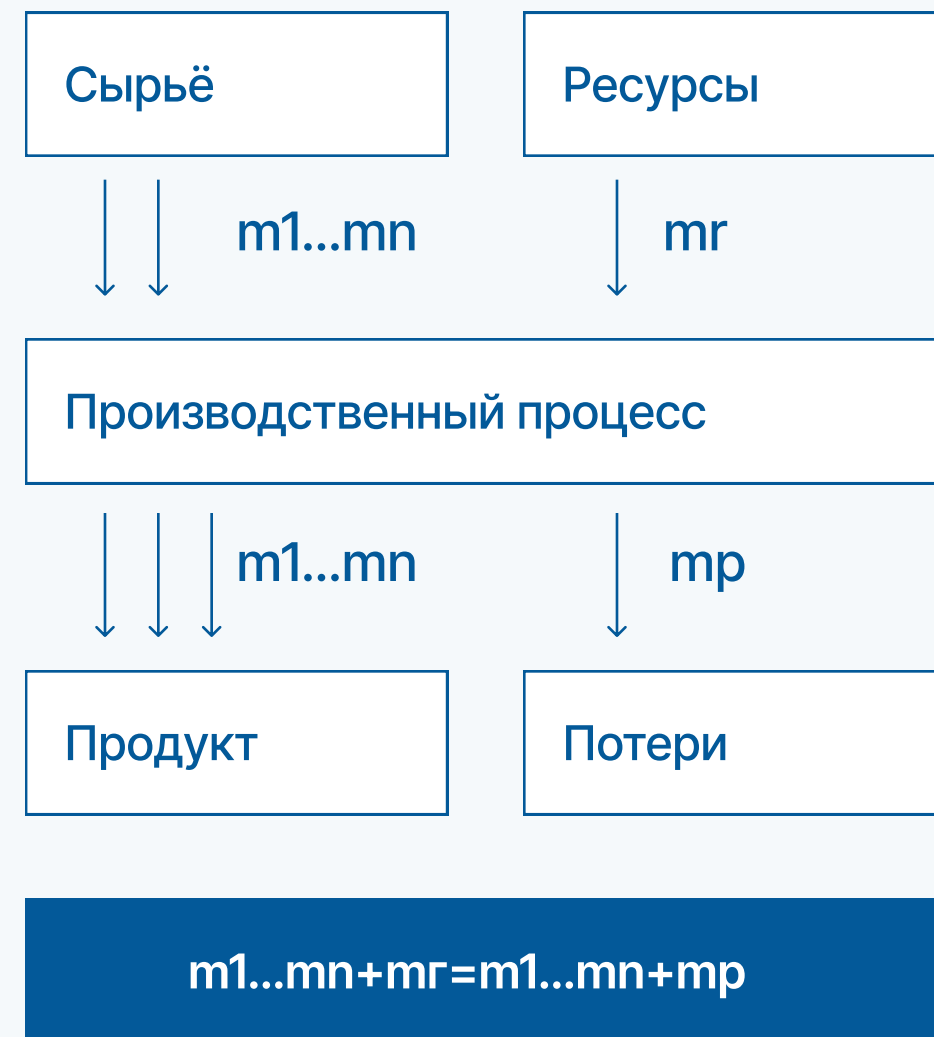 Сырьё
Ресурсы
m1...mn
mr
Производственный процесс
m1...mn
mp
Продукт
Потери
m1...mn+mг=m1...mn+mp